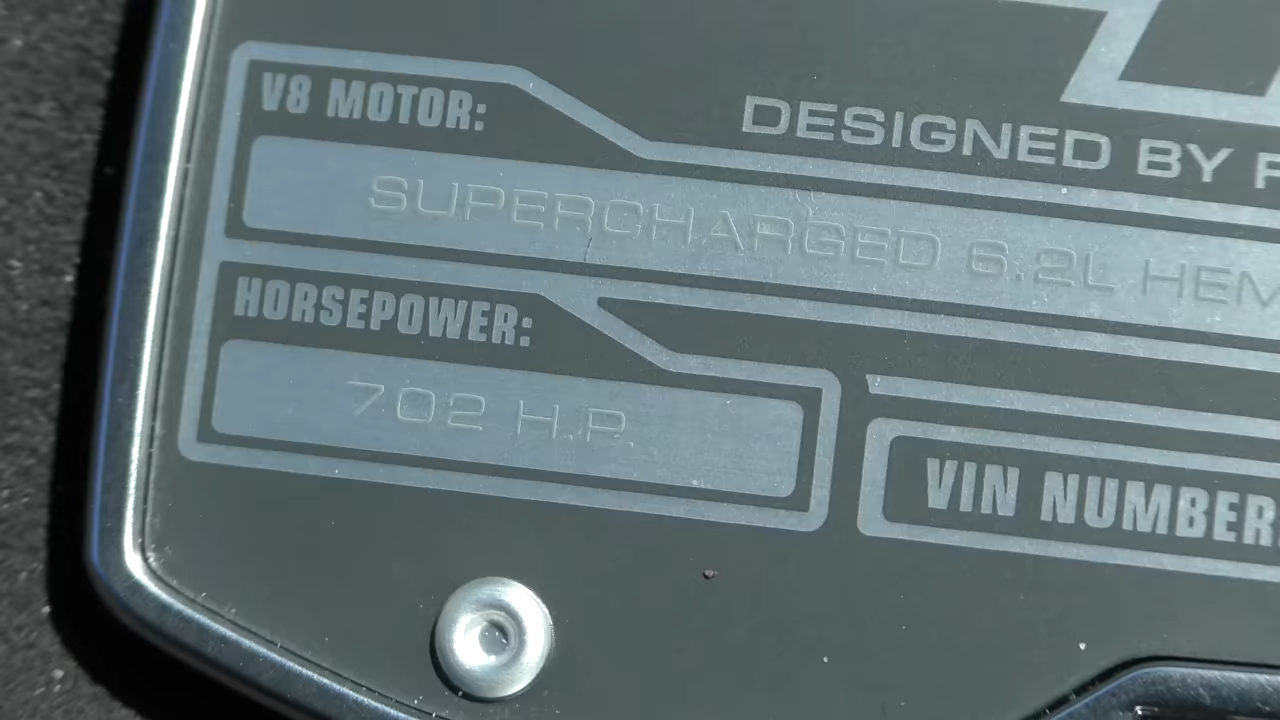 V8 MOTOR:
DESIGNED BY
SUPERCHARGED 6.2L HEM
HORSEPOWER:
702 H.P.
VIN NUMBER: